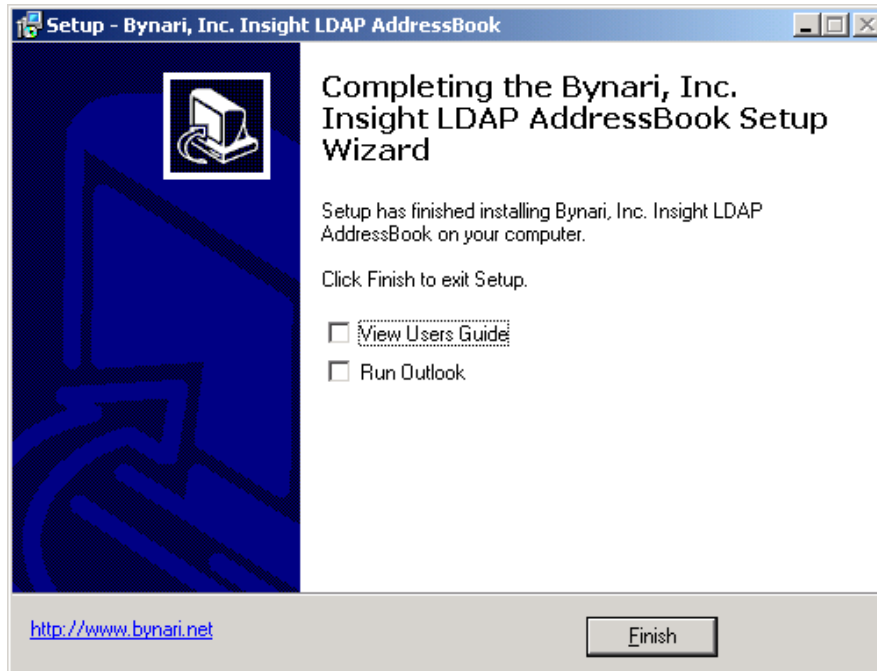 Setup - Bynari, Inc. Insight LDAP AddressBook
Completing the Bynari, Inc.
Insight LDAP AddressBook Setup
Wizard
Setup has finished installing Bynari, Inc. Insight LDAP
AddressBook on your computer.
Click Finish to exit Setup.
View Users Guide
Run Outlook
http://www.bynari.net
Finish